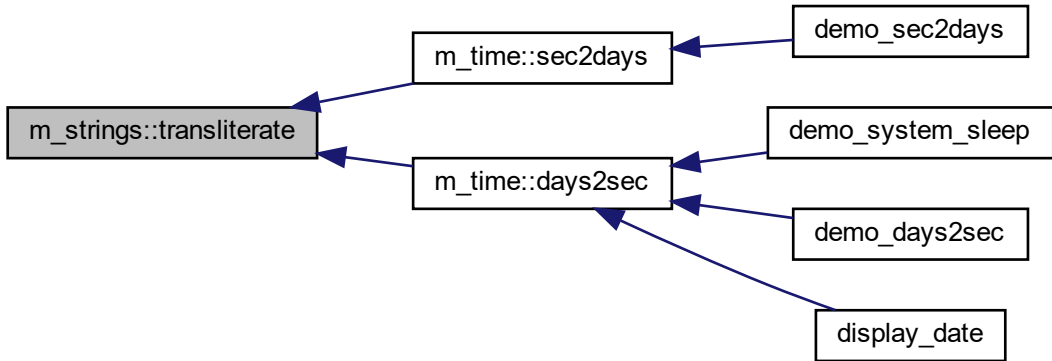 m_strings::transliterate
m_time::sec2days
demo_sec2days
m_time::days2sec
demo_system_sleep
demo_days2sec
display_date